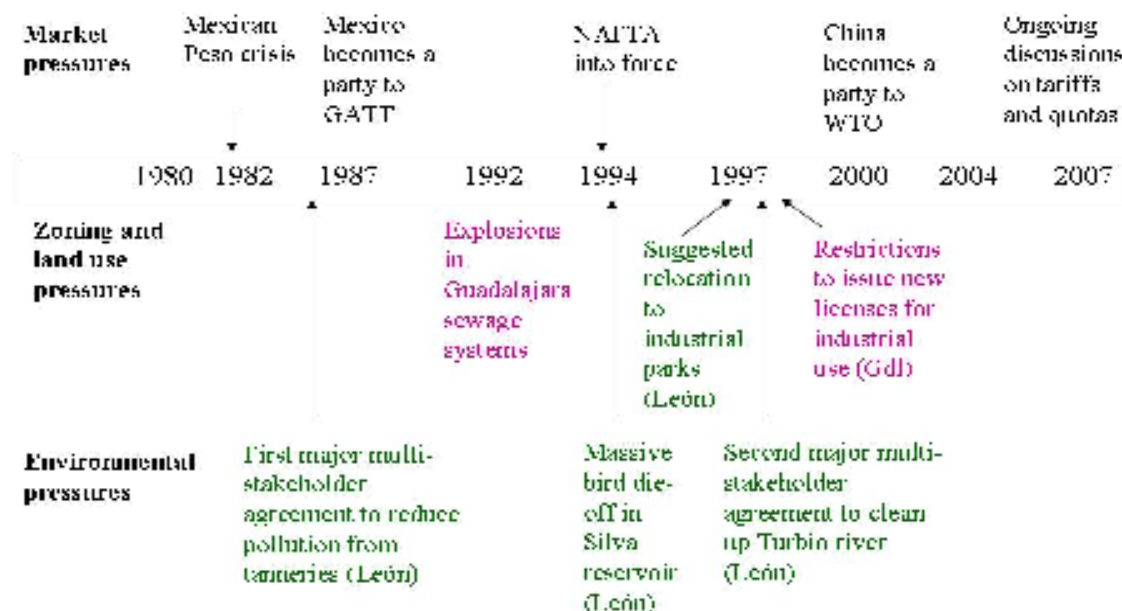 Market
pressures
Mexican
Peso crisis
Mexico
becomes a
party to
GATT
NAFTA
into force
China
becomes a
party to
WTO
Ongoing
discussions
on tariffs
and quotas
1980 1982 1987 1992 1994 1997 2000 2004 2007
Zoning and
land use
pressures
Explosions
in
Guadalajara
sewage
systems
Suggested
relocation
to
industrial
parks
(León)
Restrictions
to issue new
licenses for
industrial
use (Gdl)
Environmental
pressures
First major multi-
stakeholder
agreement to reduce
pollution from
tanneries (León)
Massive
bird die-
off in
Silva
reservoir
(León)
Second major multi-
stakeholder
agreement to clean
up Turbio river
(León)